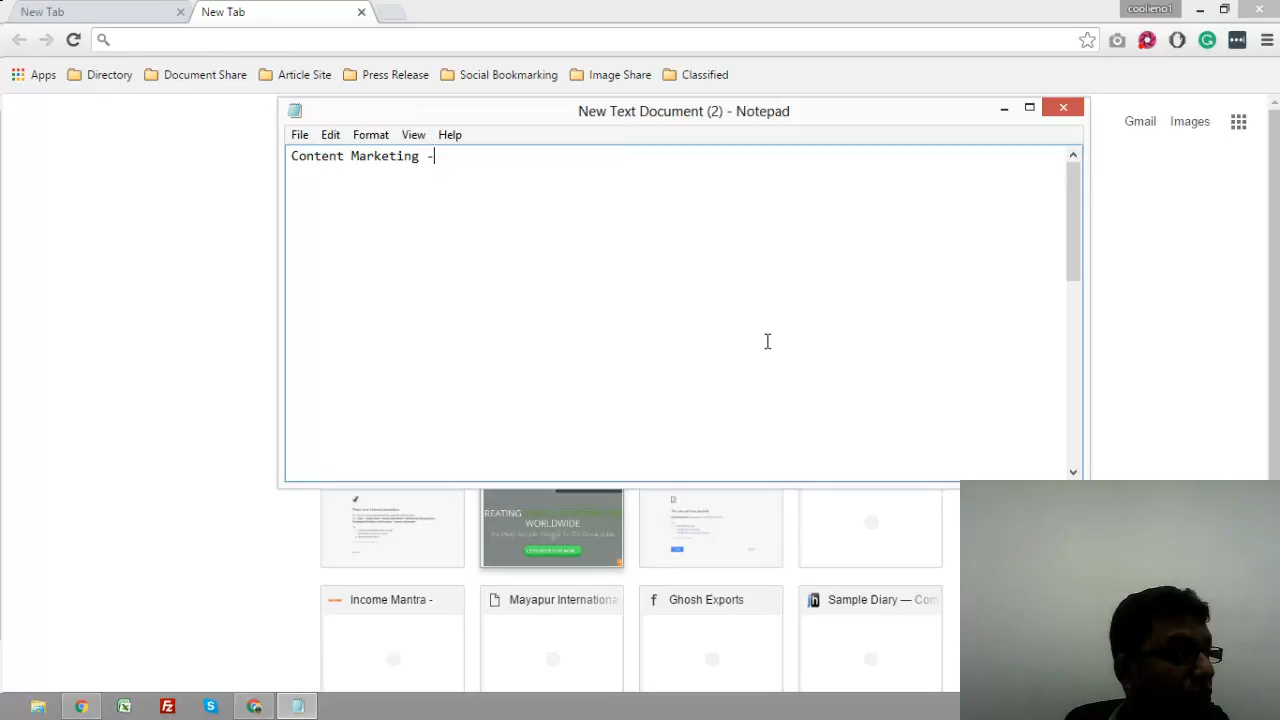 New Tab
New Tab
coolieno1
Apps
Directory
Document Share
Article Site
Press Release
Social Bookmarking
Image Share
Classified
New Text Document (2) - Notepad
Gmail
Images
File
Edit
Format
View
Help
Content Marketing -
REATING
WORLDWIDE
Income Mantra -
Mayapur Internationa
Ghosh Exports
Sample Diary — Com